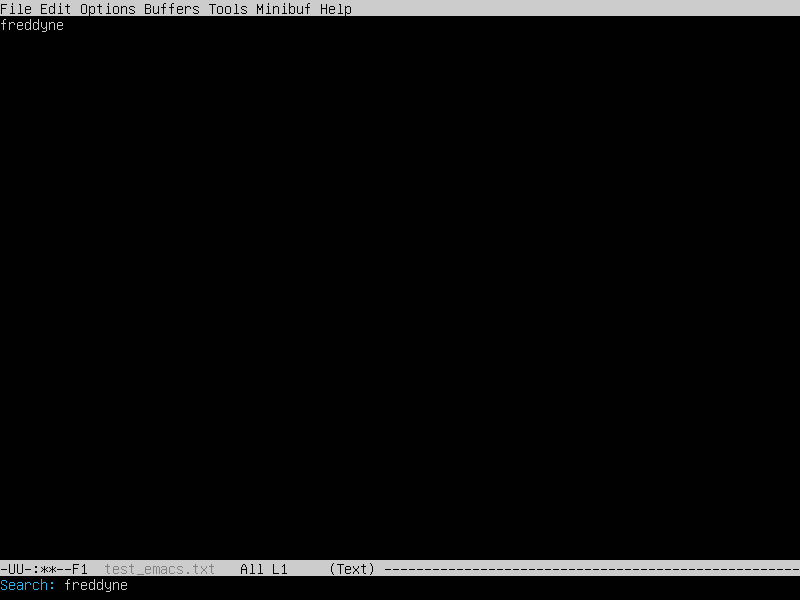 File Edit Options Buffers Tools Minibuf Help
freddyne
-UU-:**--F1  test_emacs.txt   All L1     (Text) ----------------------------------------------------
Search: freddyne